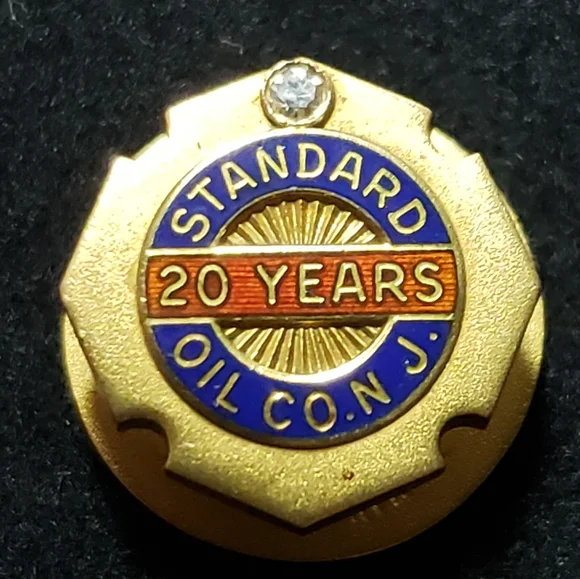 STANDARD
20 YEARS
OIL CO. N J.